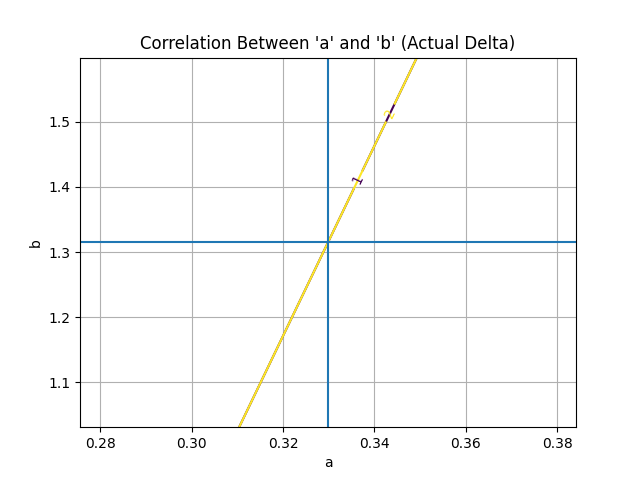 Correlation Between 'a' and 'b' (Actual Delta)
b
1.5
1.4
1.3
1.2
1.1
1
0.28 0.30 0.32 0.34 0.36 0.38
a